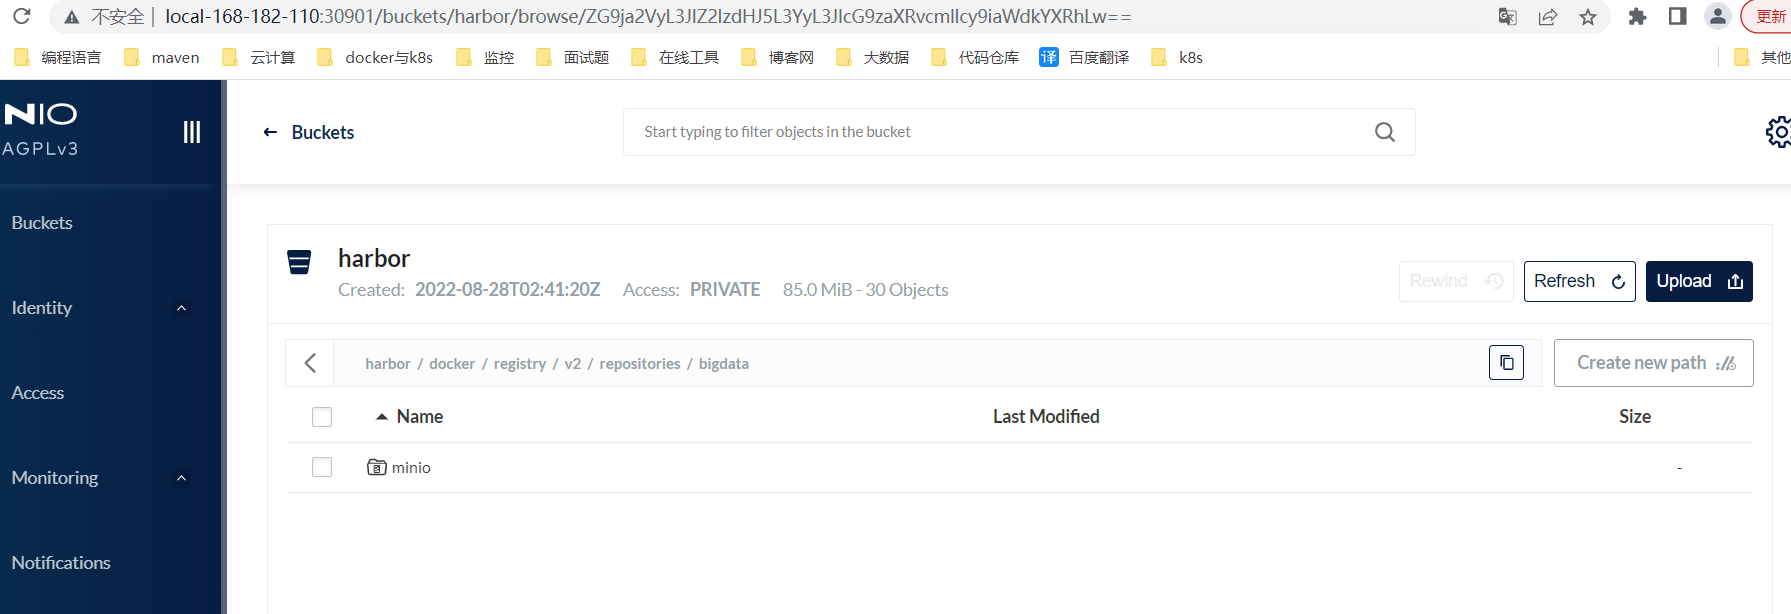 不安全 | local-168-182-110:30901/buckets/harbor/browse/ZG9ja2VyL3JlZ2lzdHJ5L3YyL3JlcG9zaXRvcmllcy9iaWdkYXRhLw== 更新
编程语言 maven 云计算 docker与k8s 监控 面试题 在线工具 博客网 大数据 代码仓库 译 百度翻译 k8s 其他
NIO
AGPLv3
← Buckets
Start typing to filter objects in the bucket
Buckets
Identity
Access
Monitoring
Notifications
harbor
Created: 2022-08-28T02:41:20Z Access: PRIVATE 85.0 MiB - 30 Objects
Rewind Refresh Upload
harbor / docker / registry / v2 / repositories / bigdata
Create new path
Name Last Modified Size
minio -